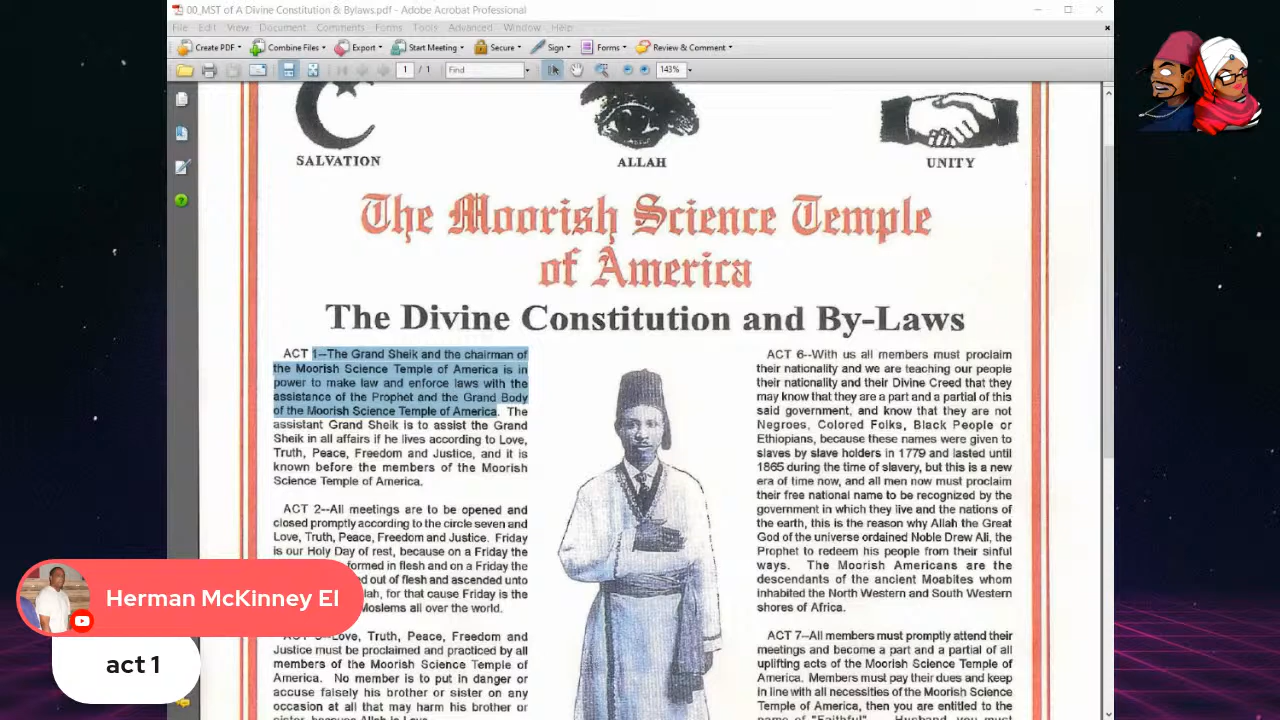 00_MST of A Divine Constitution & Bylaws.pdf - Adobe Acrobat Professional
File Edit View Document Comments Forms Tools Advanced Window Help
Create PDF Combine Files Export Start Meeting Secure Sign Forms Review & Comment
1 / 1 Find 143%
SALVATION ALLAH UNITY
The Moorish Science Temple
of America
The Divine Constitution and By-Laws
ACT 1--The Grand Sheik and the chairman of
the Moorish Science Temple of America is in
power to make law and enforce laws with the
assistance of the Prophet and the Grand Body
of the Moorish Science Temple of America. The
assistant Grand Sheik is to assist the Grand
Sheik in all affairs if he lives according to Love,
Truth, Peace, Freedom and Justice, and it is
known before the members of the Moorish
Science Temple of America.
ACT 2--All meetings are to be opened and
closed promptly according to the circle seven and
Love, Truth, Peace, Freedom and Justice. Friday
is our Holy Day of rest, because on a Friday the
formed in flesh and on a Friday the
out of flesh and ascended unto
for that cause Friday is the
Moslems all over the world.
Love, Truth, Peace, Freedom and
Justice must be proclaimed and practiced by all
members of the Moorish Science Temple of
America. No member is to put in danger or
accuse falsely his brother or sister on any
occasion at all that may harm his brother or
sister, because Allah is Love.
ACT 6--With us all members must proclaim
their nationality and we are teaching our people
their nationality and their Divine Creed that they
may know that they are a part and a partial of this
said government, and know that they are not
Negroes, Colored Folks, Black People or
Ethiopians, because these names were given to
slaves by slave holders in 1779 and lasted until
1865 during the time of slavery, but this is a new
era of time now, and all men now must proclaim
their free national name to be recognized by the
government in which they live and the nations of
the earth, this is the reason why Allah the Great
God of the universe ordained Noble Drew Ali, the
Prophet to redeem his people from their sinful
ways. The Moorish Americans are the
descendants of the ancient Moabites whom
inhabited the North Western and South Western
shores of Africa.
ACT 7--All members must promptly attend their
meetings and become a part and a partial of all
uplifting acts of the Moorish Science Temple of
America. Members must pay their dues and keep
in line with all necessities of the Moorish Science
Temple of America, then you are entitled to the
name of "Faithful". Husband, you must
Herman McKinney El
act 1